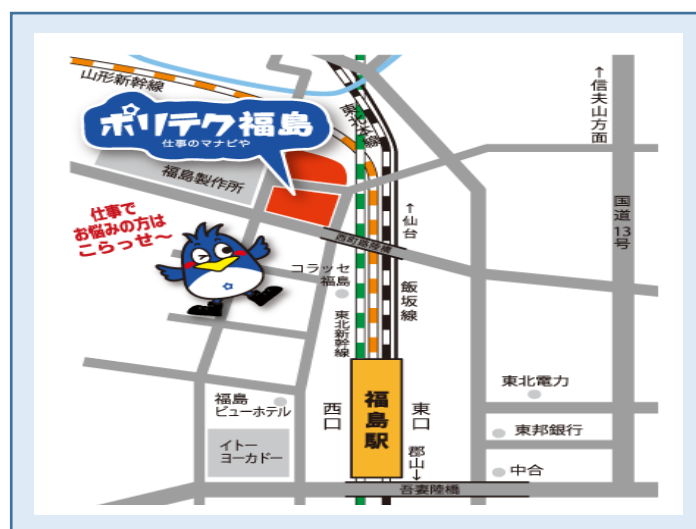 山形新幹線
ポリテク福島
仕事のマナビや
東北本線
↑信夫山方面
福島製作所
国道13号
仕事で
お悩みの方は
こらっせ～
↑仙台
西町跨線橋
コラッセ
福島
飯坂線
東北新幹線
福島
ビューホテル
西口
福島駅
東口
東北電力
東邦銀行
イトー
ヨーカドー
郡山↓
中合
吾妻陸橋